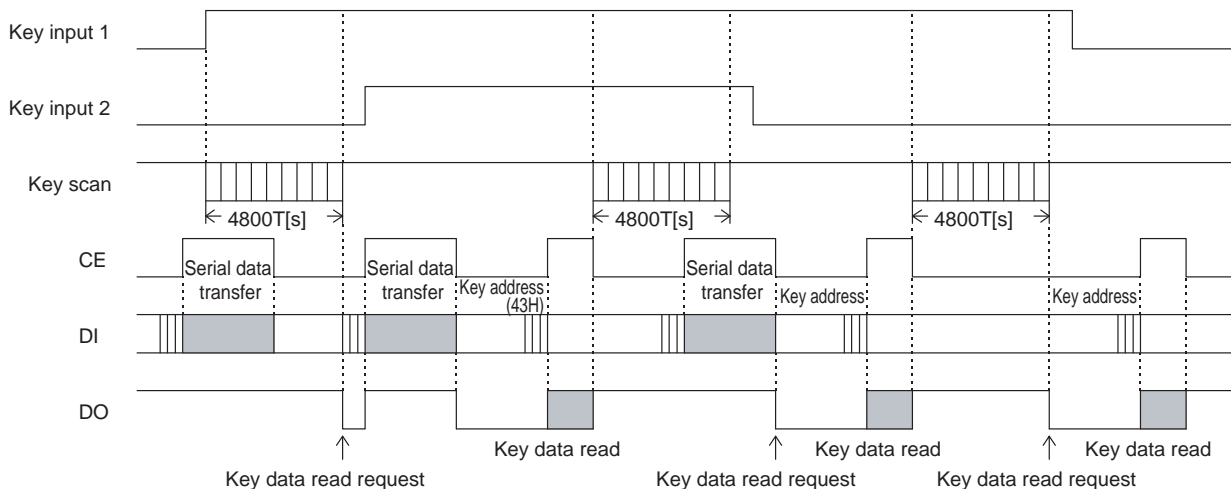 Key input 1
Key input 2
Key scan
4800T[s]
4800T[s]
4800T[s]
CE
Serial data
transfer
Serial data
transfer
Serial data
transfer
Key address
(43H)
Key address
Key address
DI
DO
Key data read
Key data read
Key data read
Key data read request
Key data read request
Key data read request